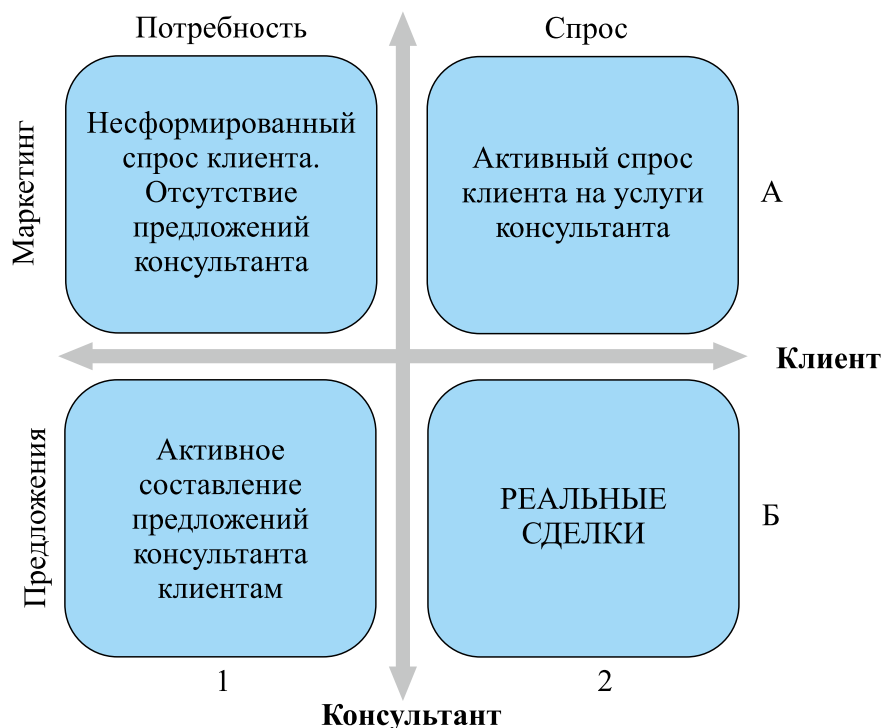 Потребность
Спрос
Маркетинг
Несформированный
спрос клиента.
Отсутствие
предложений
консультанта
Активный спрос
клиента на услуги
консультанта
А
Клиент
Предложения
Активное
составление
предложений
консультанта
клиентам
РЕАЛЬНЫЕ
СДЕЛКИ
Б
1
2
Консультант